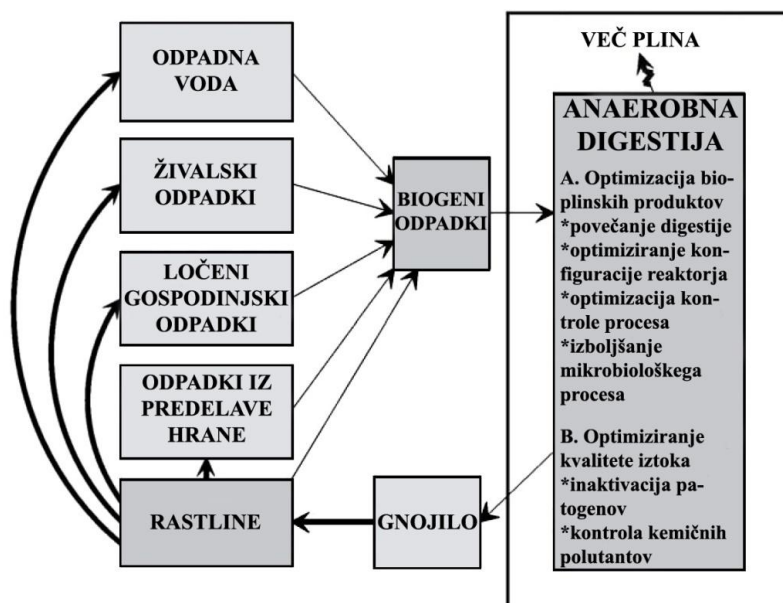 ODPADNA
VODA
ŽIVALSKI
ODPADKI
LOČENI
GOSPODINJSKI
ODPADKI
ODPADKI IZ
PREDELAVE
HRANE
RASTLINE
GNOJILO
BIOGENI
ODPADKI
VEČ PLINA
ANAEROBNA
DIGESTIJA
A. Optimizacija bio-
plinskih produktov
*povečanje digestije
*optimiziranje kon-
figuracije reaktorja
*optimizacija kon-
trole procesa
*izboljšanje
mikrobiološkega
procesa
B. Optimiziranje
kvalitete iztoka
*inaktivacija pa-
togenov
*kontrola kemičnih
polutantov